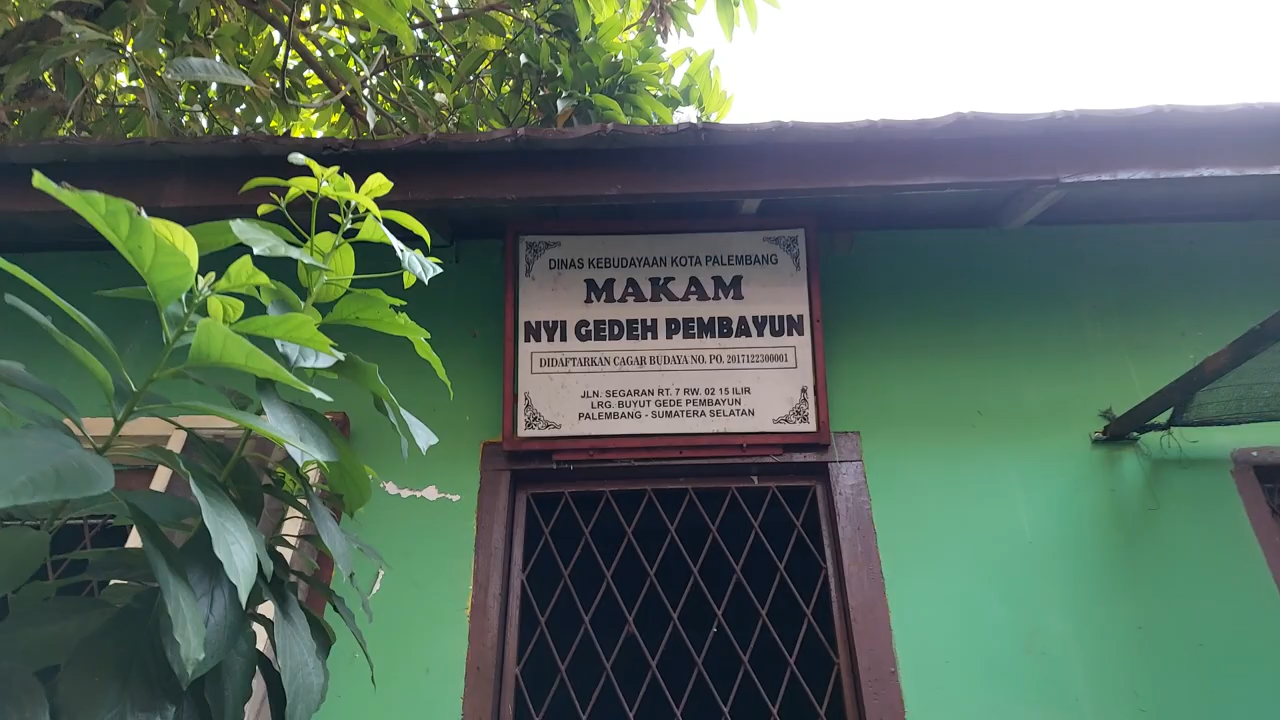 DINAS KEBUDAYAAN KOTA PALEMBANG
MAKAM
NYI GEDEH PEMBAYUN
DIDAFTARKAN CAGAR BUDAYA NO. PO. 2017122300001
JLN. SEGARAN RT. 7 RW. 02 15 ILIR
LRG. BUYUT GEDE PEMBAYUN
PALEMBANG - SUMATERA SELATAN